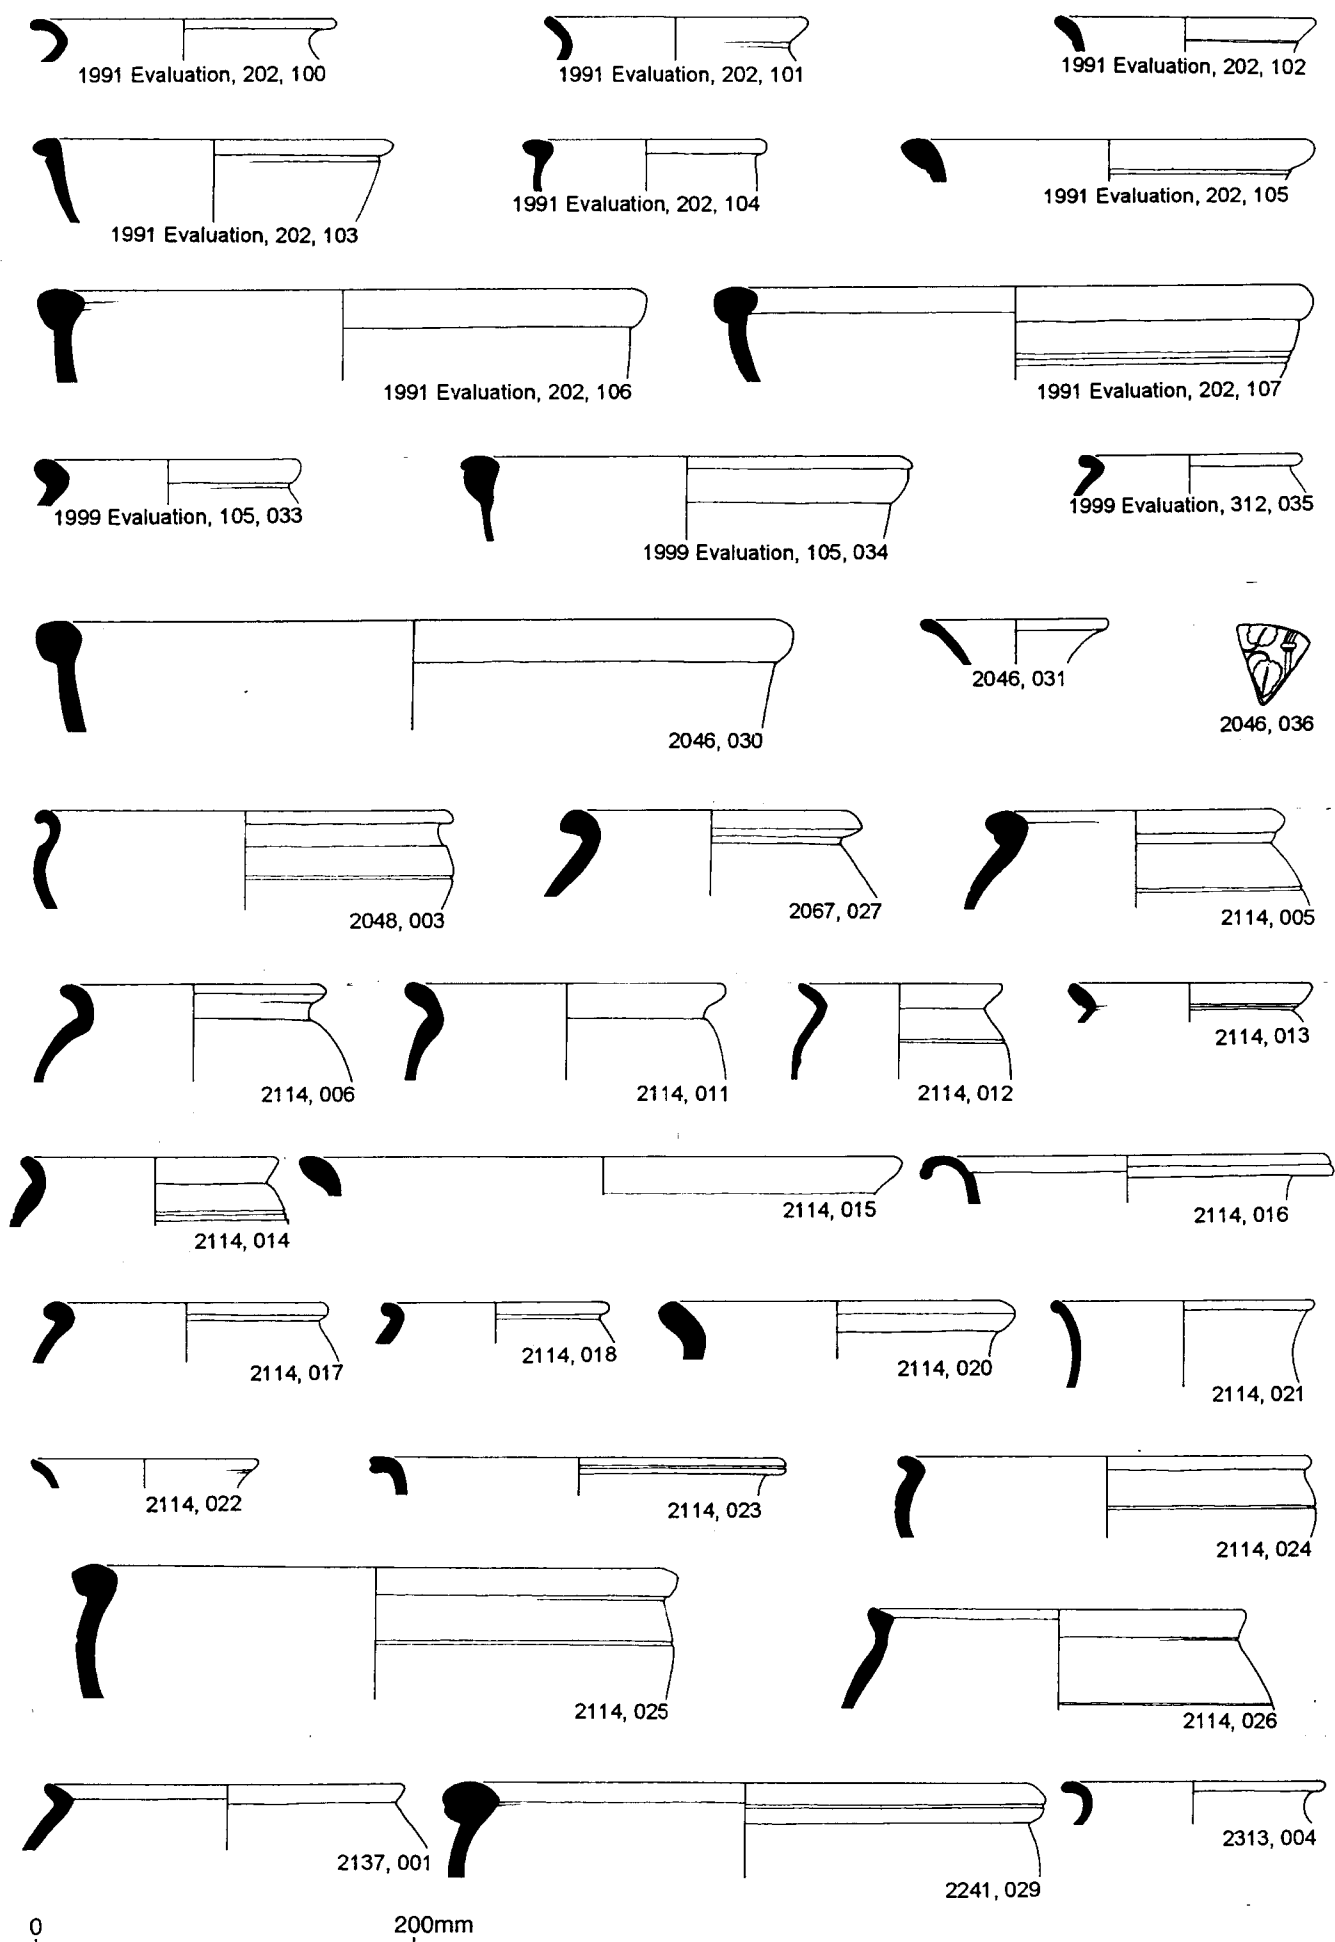 1991 Evaluation, 202, 100
1991 Evaluation, 202, 101
1991 Evaluation, 202, 102
1991 Evaluation, 202, 103
1991 Evaluation, 202, 104
1991 Evaluation, 202, 105
1991 Evaluation, 202, 106
1991 Evaluation, 202, 107
1999 Evaluation, 105, 033
1999 Evaluation, 105, 034
1999 Evaluation, 312, 035
2046, 030
2046, 031
2046, 036
2048, 003
2067, 027
2114, 005
2114, 006
2114, 011
2114, 012
2114, 013
2114, 014
2114, 015
2114, 016
2114, 017
2114, 018
2114, 020
2114, 021
2114, 022
2114, 023
2114, 024
2114, 025
2114, 026
2137, 001
2241, 029
2313, 004
0 200mm